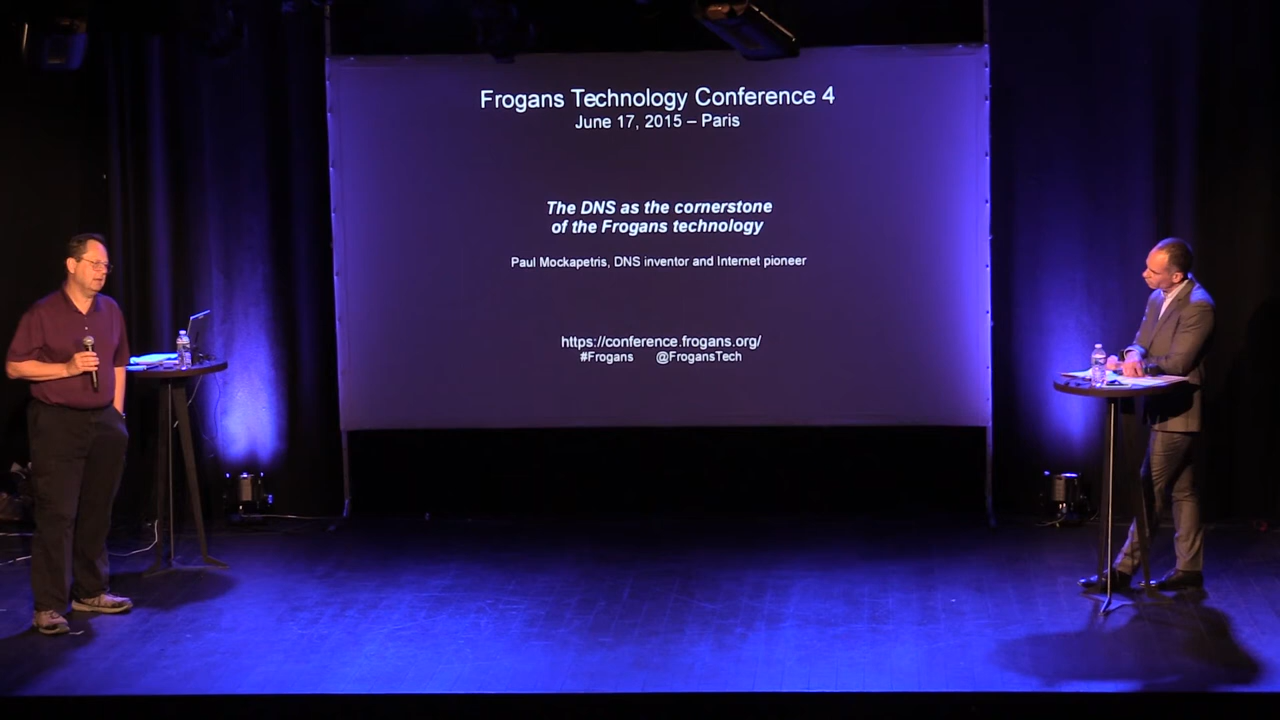 Frogans Technology Conference 4
June 17, 2015 – Paris
The DNS as the cornerstone
of the Frogans technology
Paul Mockapetris, DNS inventor and Internet pioneer
https://conference.frogans.org/
#Frogans @FrogansTech